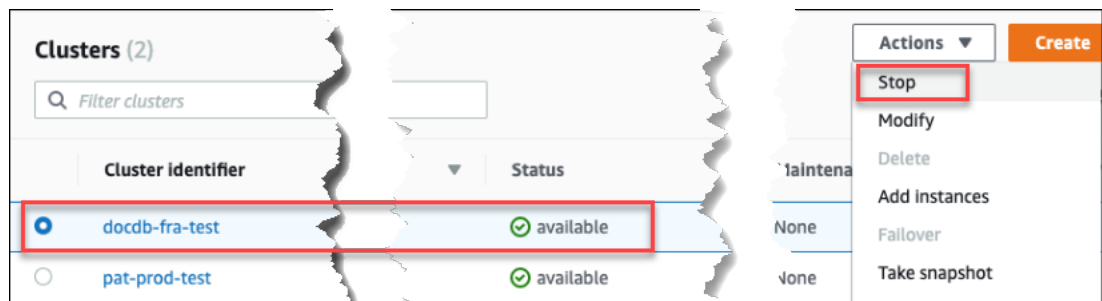 Clusters (2)
Actions ▼ Create
Filter clusters
Stop
Modify
Cluster identifier ▼ Status
Delete
Add instances
docdb-fra-test available None
Failover
pat-prod-test available None
Take snapshot